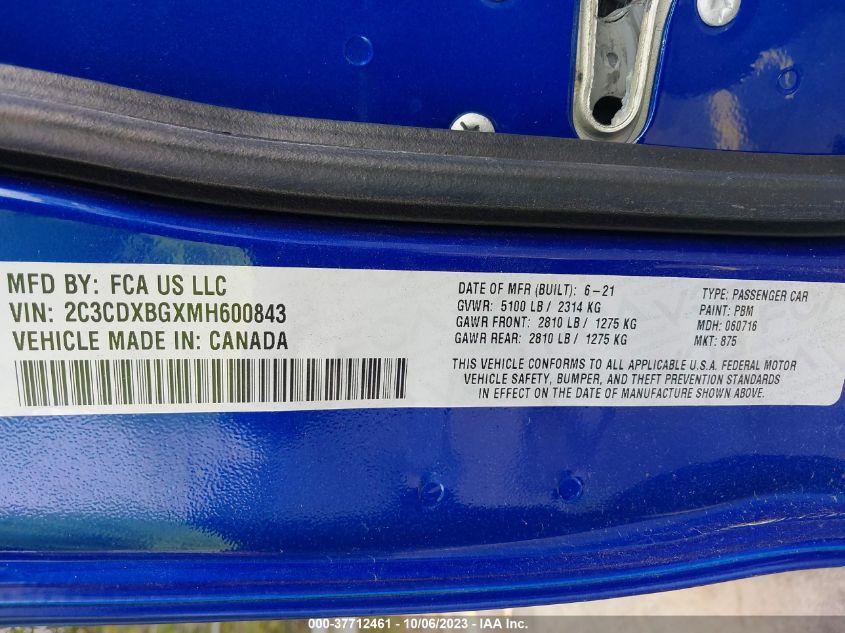 MFD BY: FCA US LLC
VIN: 2C3CDXBGXMH600843
VEHICLE MADE IN: CANADA
DATE OF MFR (BUILT): 6-21
GVWR: 5100 LB / 2314 KG
GAWR FRONT: 2810 LB / 1275 KG
GAWR REAR: 2810 LB / 1275 KG
TYPE: PASSENGER CAR
PAINT: PBM
MDH: 060716
MKT: 875
THIS VEHICLE CONFORMS TO ALL APPLICABLE U.S.A. FEDERAL MOTOR
VEHICLE SAFETY, BUMPER, AND THEFT PREVENTION STANDARDS
IN EFFECT ON THE DATE OF MANUFACTURE SHOWN ABOVE.
000-37712461 - 10/06/2023 - IAA Inc.